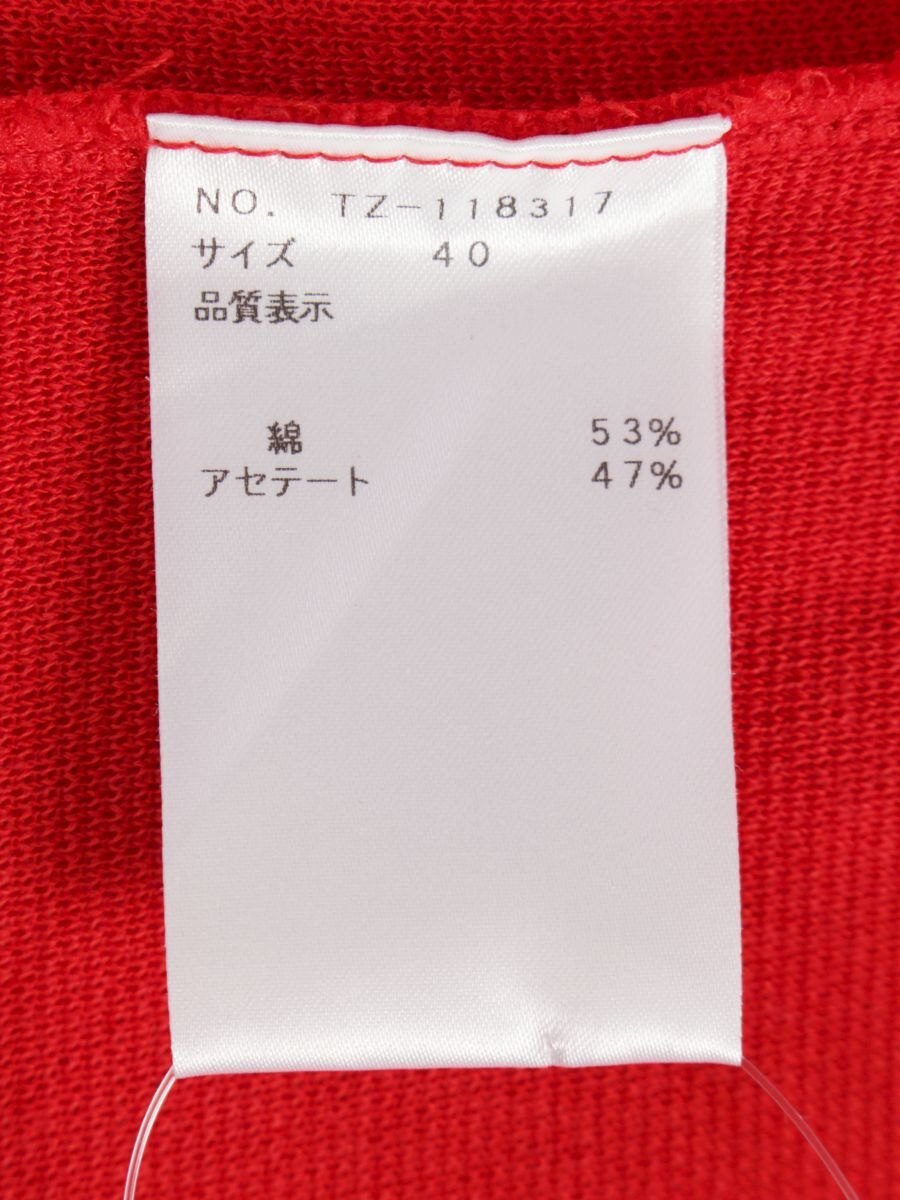 NO. TZ-118317
サイズ 40
品質表示
綿 53%
アセテート 47%